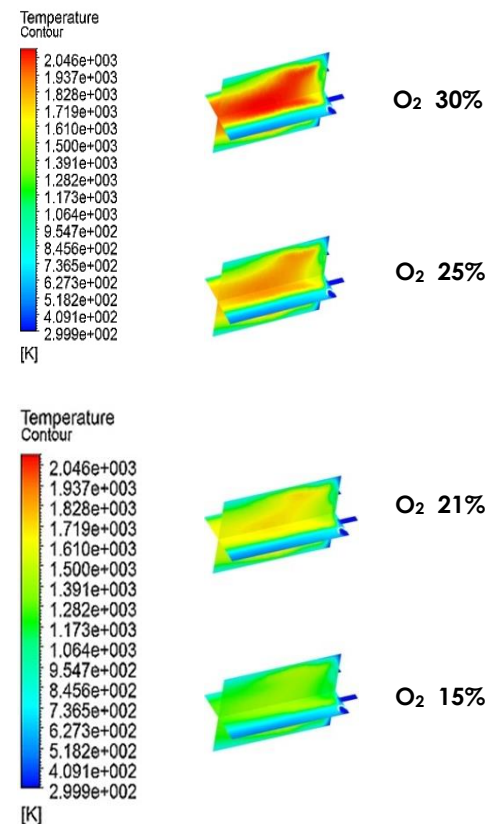 Temperature
Contour
2.046e+003
1.937e+003
1.828e+003
1.719e+003
1.610e+003
1.500e+003
1.391e+003
1.282e+003
1.173e+003
1.064e+003
9.547e+002
8.456e+002
7.365e+002
6.273e+002
5.182e+002
4.091e+002
2.999e+002
[K]
O₂ 30%
O₂ 25%
Temperature
Contour
2.046e+003
1.937e+003
1.828e+003
1.719e+003
1.610e+003
1.500e+003
1.391e+003
1.282e+003
1.173e+003
1.064e+003
9.547e+002
8.456e+002
7.365e+002
6.273e+002
5.182e+002
4.091e+002
2.999e+002
[K]
O₂ 21%
O₂ 15%